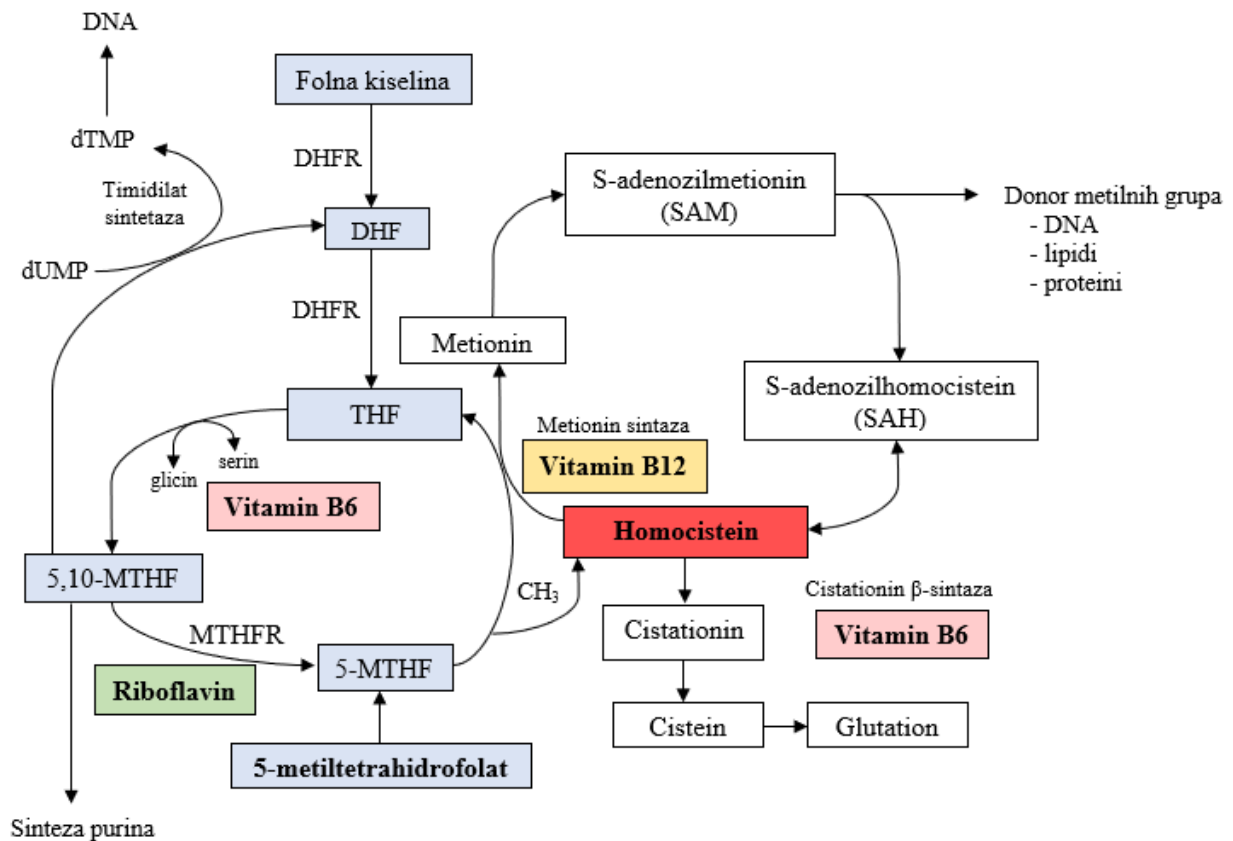 DNA
Folna kiselina
dTMP
DHFR
Timidilat
sintetaza
S-adenozilmetionin
(SAM)
Donor metilnih grupa
- DNA
- lipidi
- proteini
DHF
dUMP
DHFR
Metionin
S-adenozilhomocistein
(SAH)
THF
Metionin sintaza
Vitamin B12
serin
glicin
Vitamin B6
Homocistein
5,10-MTHF
CH₃
Cistationin β-sintaza
Vitamin B6
Cistationin
MTHFR
5-MTHF
Riboflavin
Cistein
Glutation
5-metiltetrahidrofolat
Sinteza purina